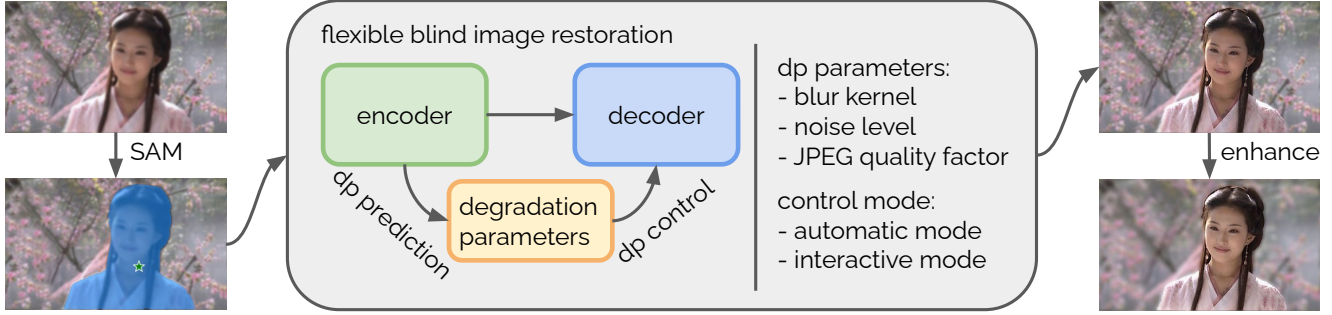 flexible blind image restoration
SAM
encoder
decoder
dp prediction
degradation
parameters
dp control
dp parameters:
- blur kernel
- noise level
- JPEG quality factor
control mode:
- automatic mode
- interactive mode
enhance